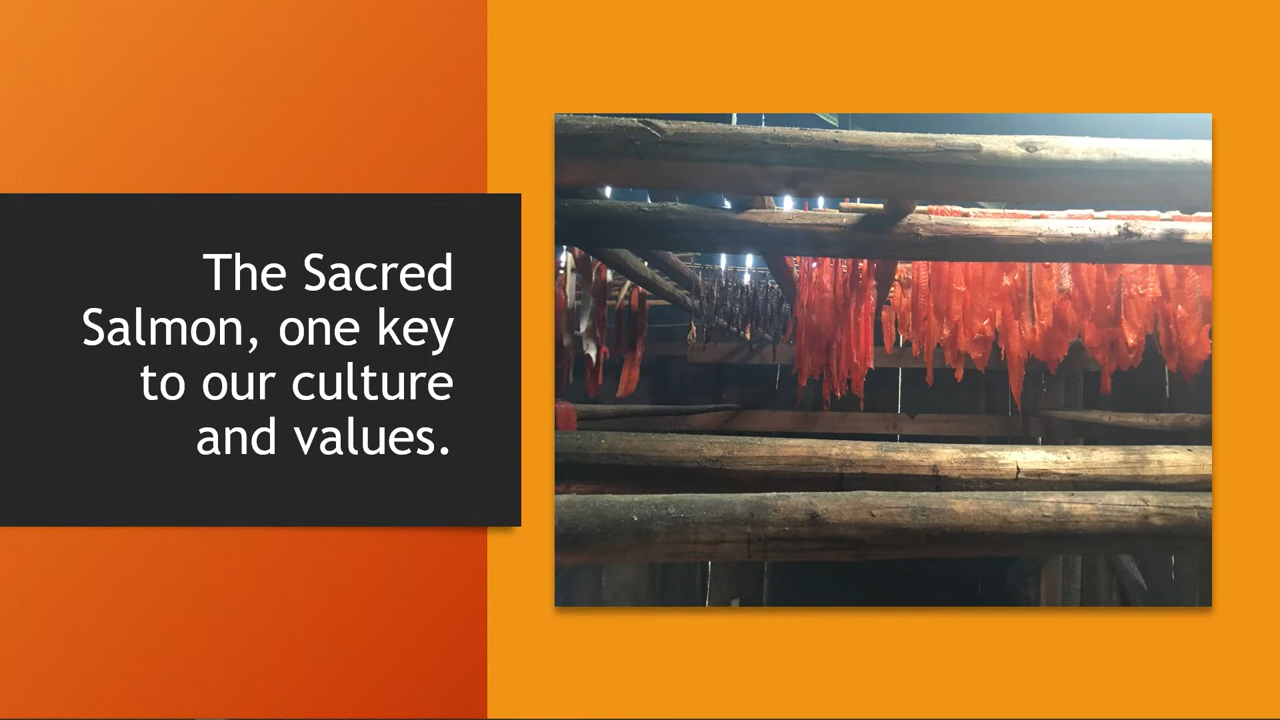 The Sacred
Salmon, one key
to our culture
and values.